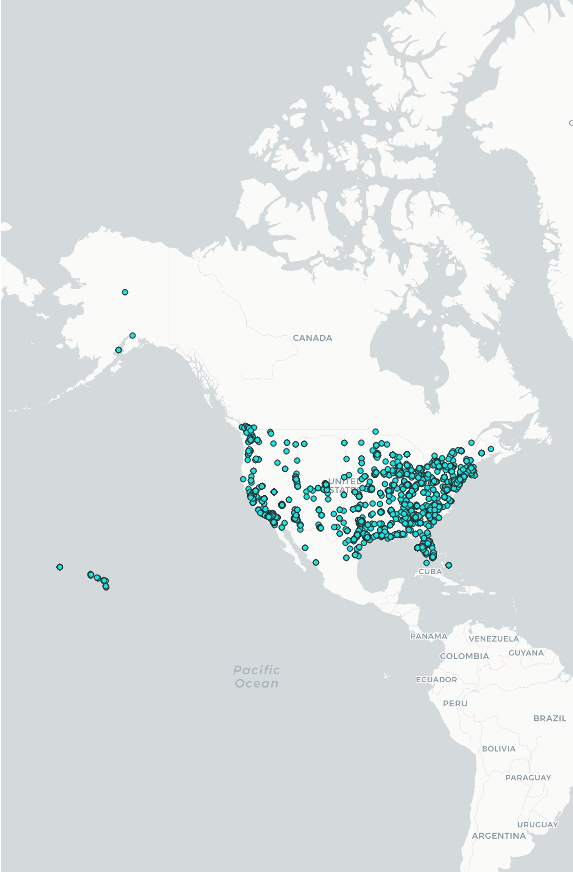 CANADA
UNITED
STATES
CUBA
PANAMA
VENEZUELA
GUYANA
COLOMBIA
ECUADOR
Pacific
Ocean
PERU
BRAZIL
BOLIVIA
PARAGUAY
URUGUAY
ARGENTINA